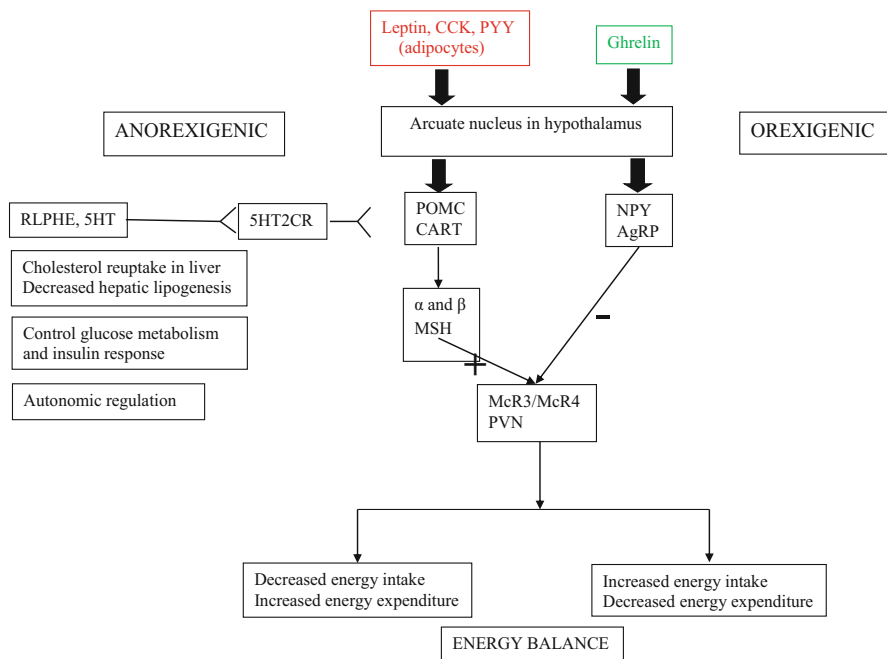 Leptin, CCK, PYY
(adipocytes)
Ghrelin
ANOREXIGENIC
Arcuate nucleus in hypothalamus
OREXIGENIC
RLPHE, 5HT
5HT2CR
POMC
CART
NPY
AgRP
Cholesterol reuptake in liver
Decreased hepatic lipogenesis
α and β
MSH
Control glucose metabolism
and insulin response
-
+
Autonomic regulation
McR3/McR4
PVN
Decreased energy intake
Increased energy expenditure
Increased energy intake
Decreased energy expenditure
ENERGY BALANCE